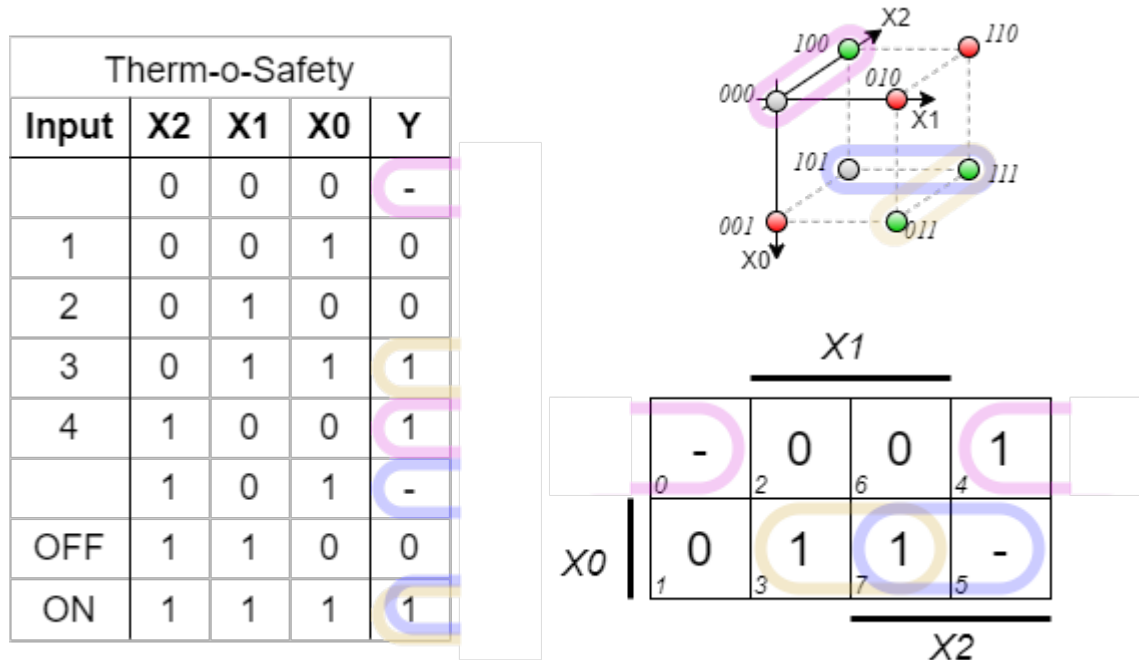 Therm-o-Safety
Input X2 X1 X0 Y
0 0 0 -
1 0 0 1 0
2 0 1 0 0
3 0 1 1 1
4 1 0 0 1
1 0 1 -
OFF 1 1 0 0
ON 1 1 1 1
X2
100 110
000 010
X1
101 111
001 011
X0
X1
- 0 0 1
0 2 6 4
X0
0 1 1 -
1 3 7 5
X2